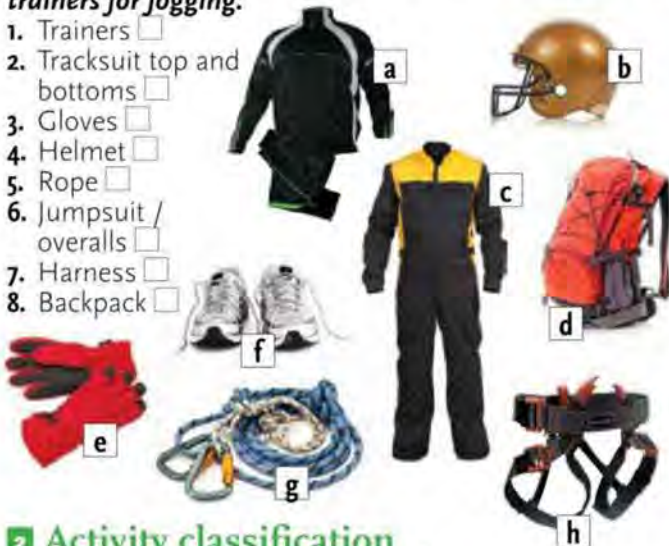 trainers for jogging.
1. Trainers
2. Tracksuit top and
bottoms
3. Gloves
4. Helmet
5. Rope
6. Jumpsuit /
overalls
7. Harness
8. Backpack
a
b
c
d
e
f
g
h
2 Activity classification